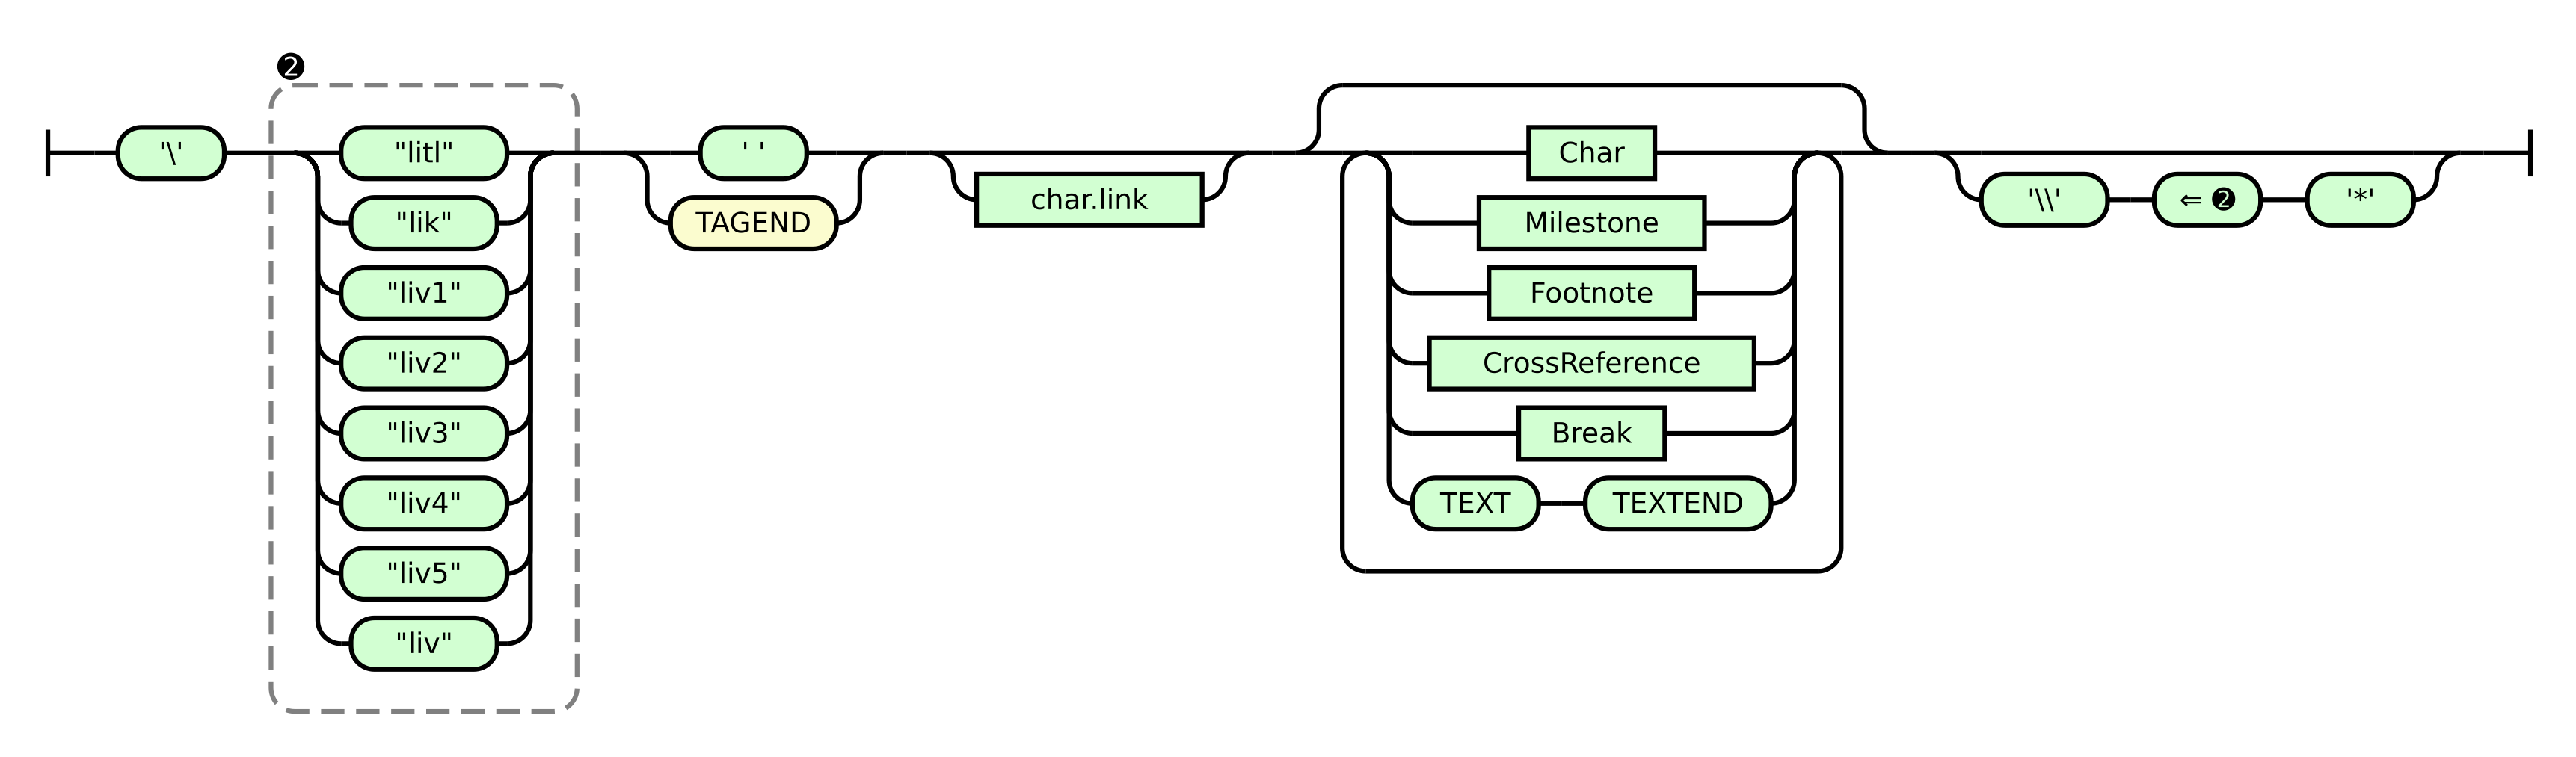 ❷
'\'
"litl"
"lik"
"liv1"
"liv2"
"liv3"
"liv4"
"liv5"
"liv"
' '
TAGEND
char.link
Char
Milestone
Footnote
CrossReference
Break
TEXT
TEXTEND
'\\'
⇐ ❷
'*'